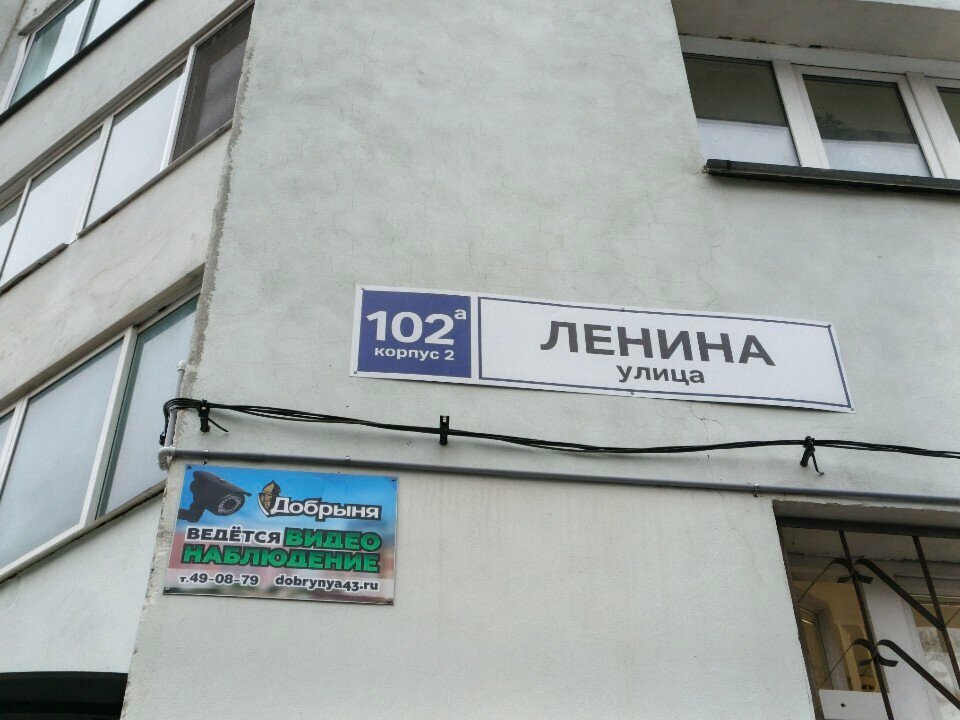 102а
корпус 2
ЛЕНИНА
улица
Добрыня
ВЕДЁТСЯ ВИДЕО
НАБЛЮДЕНИЕ
т.49-08-79 dobrynya43.ru